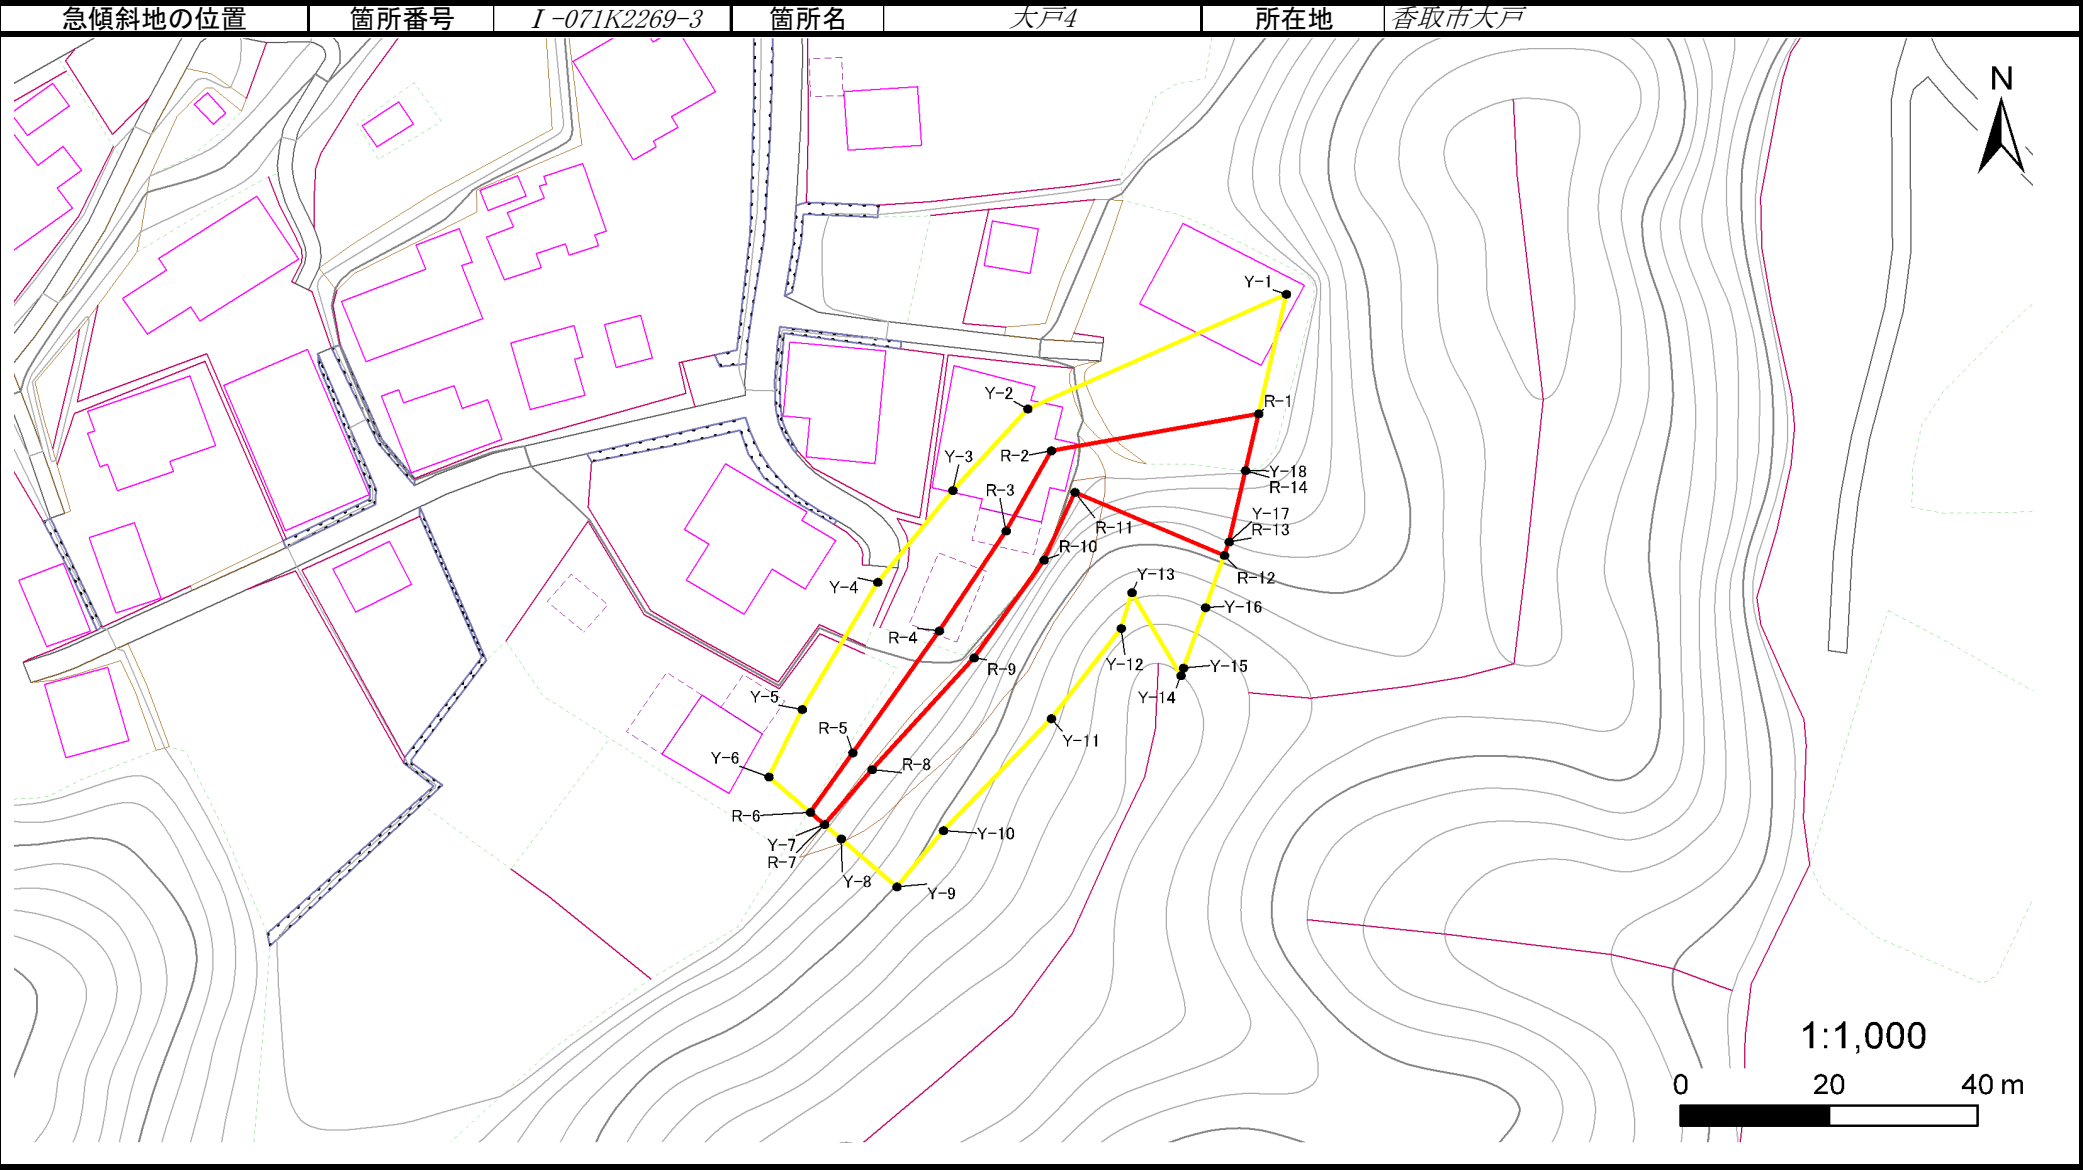 急傾斜地の位置 箇所番号 Ⅰ-071K2269-3 箇所名 大戸4 所在地 香取市大戸
N
Y-1
Y-2
R-1
R-2
Y-3
Y-18
R-14
R-3
Y-17
R-13
R-11
R-10
R-12
Y-4
Y-13
Y-16
R-4
R-9
Y-12
Y-15
Y-14
Y-5
R-5
Y-11
Y-6
R-8
R-6
Y-10
Y-7
R-7
Y-8
Y-9
1:1,000
0 20 40 m